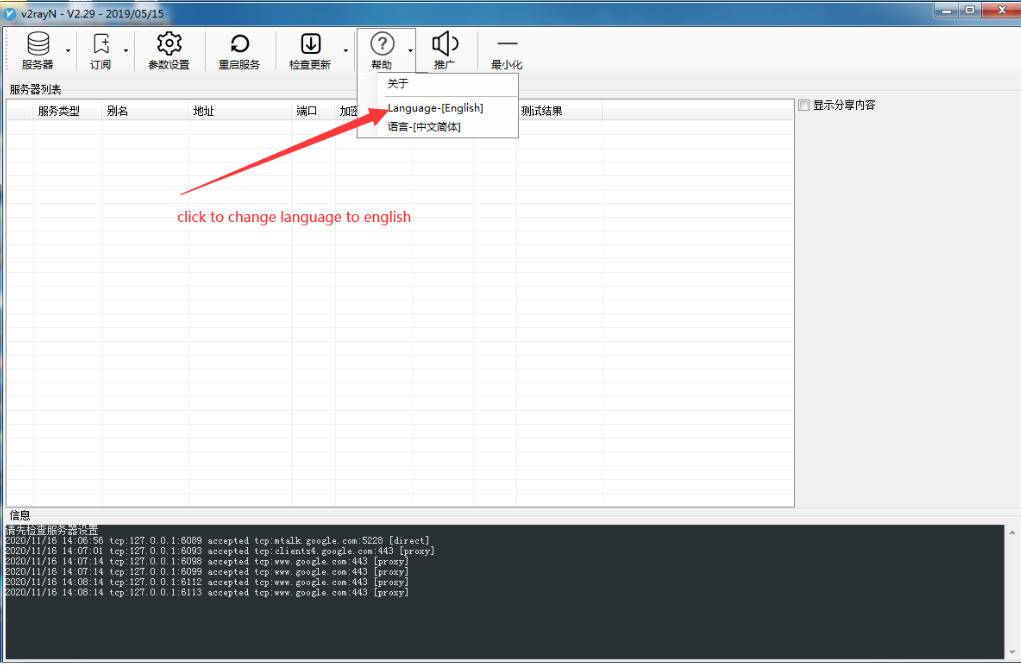 v2rayN - V2.29 - 2019/05/15
服务器 订阅 参数设置 重启服务 检查更新 帮助 推广 最小化
关于
Language-[English]
语言-[中文简体]
服务器列表
服务类型 别名 地址 端口 加密 测试结果
显示分享内容
click to change language to english
信息
请先检查服务器设置
2020/11/16 14:06:56 tcp:127.0.0.1:6089 accepted tcp:mtalk.google.com:5228 [direct]
2020/11/16 14:07:01 tcp:127.0.0.1:6093 accepted tcp:clients4.google.com:443 [proxy]
2020/11/16 14:07:14 tcp:127.0.0.1:6098 accepted tcp:www.google.com:443 [proxy]
2020/11/16 14:07:14 tcp:127.0.0.1:6099 accepted tcp:www.google.com:443 [proxy]
2020/11/16 14:08:14 tcp:127.0.0.1:6112 accepted tcp:www.google.com:443 [proxy]
2020/11/16 14:08:14 tcp:127.0.0.1:6113 accepted tcp:www.google.com:443 [proxy]